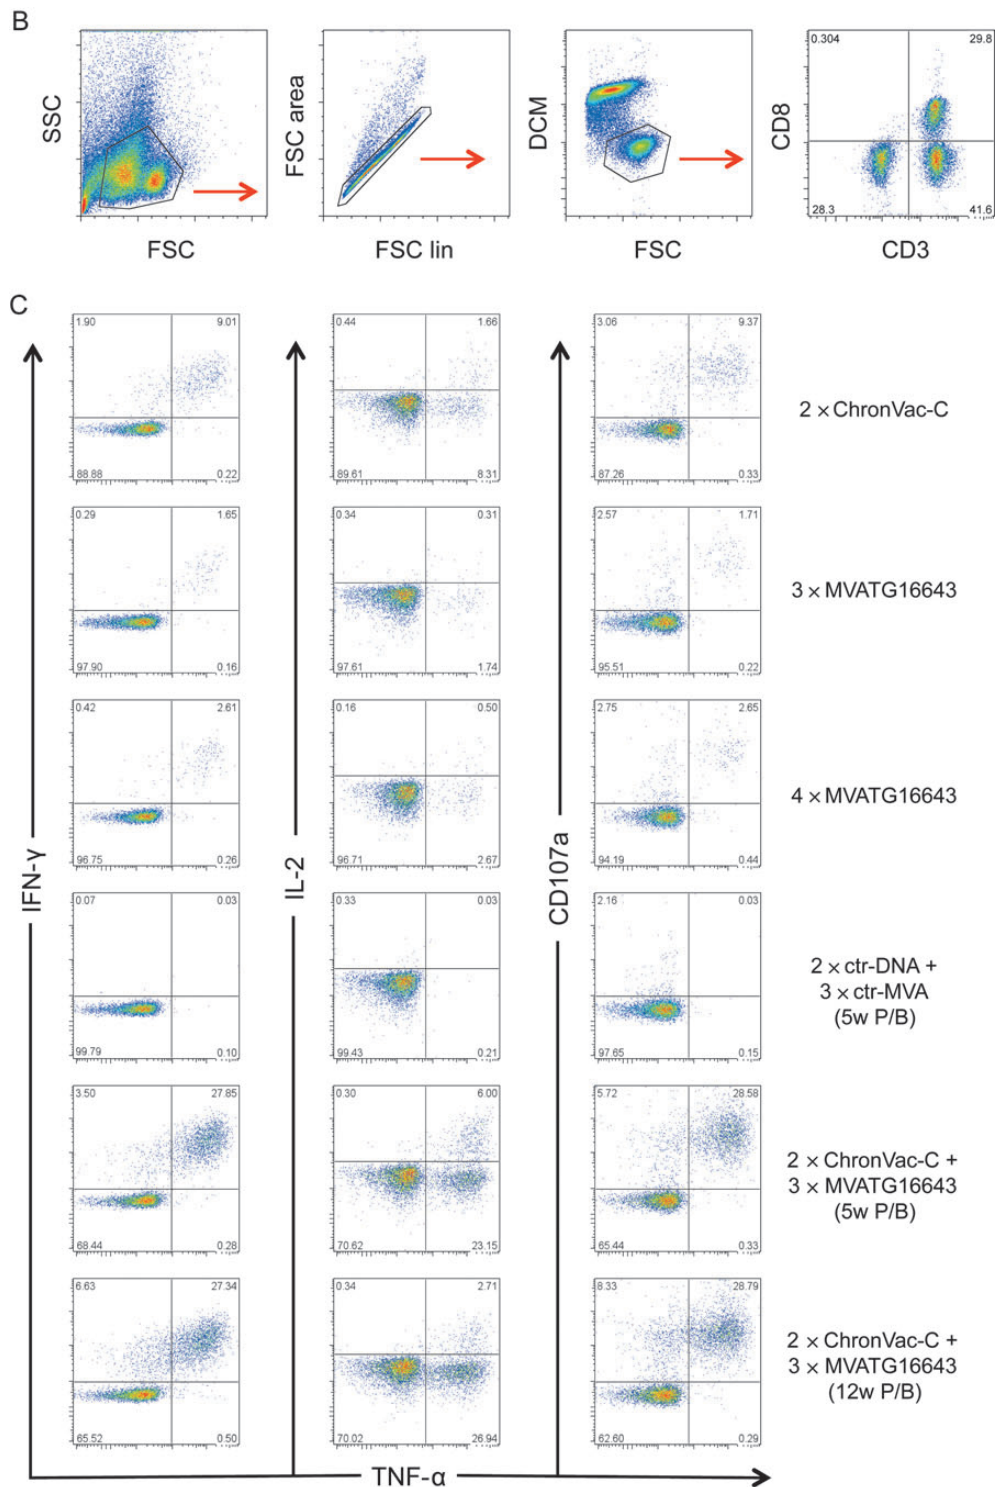 B
SSC
FSC
FSC area
FSC lin
DCM
FSC
0.304
29.8
CD8
28.3
41.6
CD3
C
1.90
9.01
88.88
0.22
0.44
1.66
89.61
8.31
3.06
9.37
87.26
0.33
2 × ChronVac-C
0.29
1.65
97.90
0.16
0.34
0.31
97.61
1.74
2.57
1.71
95.51
0.22
3 × MVATG16643
0.42
2.61
96.75
0.26
0.16
0.50
96.71
2.67
2.75
2.65
94.19
0.44
4 × MVATG16643
IFN-γ
IL-2
CD107a
0.07
0.03
99.79
0.10
0.33
0.03
99.43
0.21
2.16
0.03
97.65
0.15
2 × ctr-DNA +
3 × ctr-MVA
(5w P/B)
3.50
27.85
68.44
0.28
0.30
6.00
70.62
23.15
5.72
28.58
65.44
0.33
2 × ChronVac-C +
3 × MVATG16643
(5w P/B)
6.63
27.34
65.52
0.50
0.34
2.71
70.02
26.94
8.33
28.79
62.60
0.29
2 × ChronVac-C +
3 × MVATG16643
(12w P/B)
TNF-α